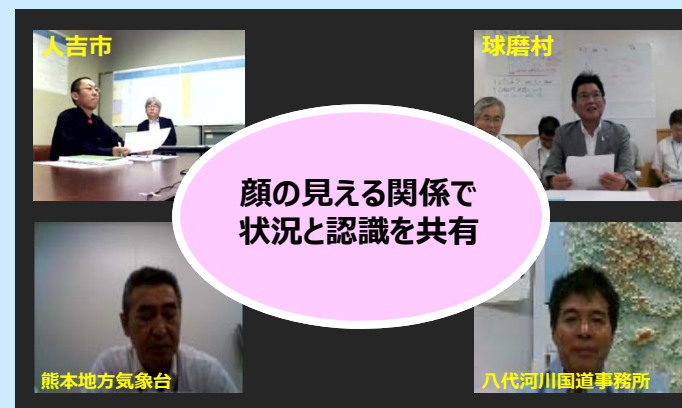 人吉市
球磨村
顔の見える関係で
状況と認識を共有
熊本地方気象台
八代河川国道事務所